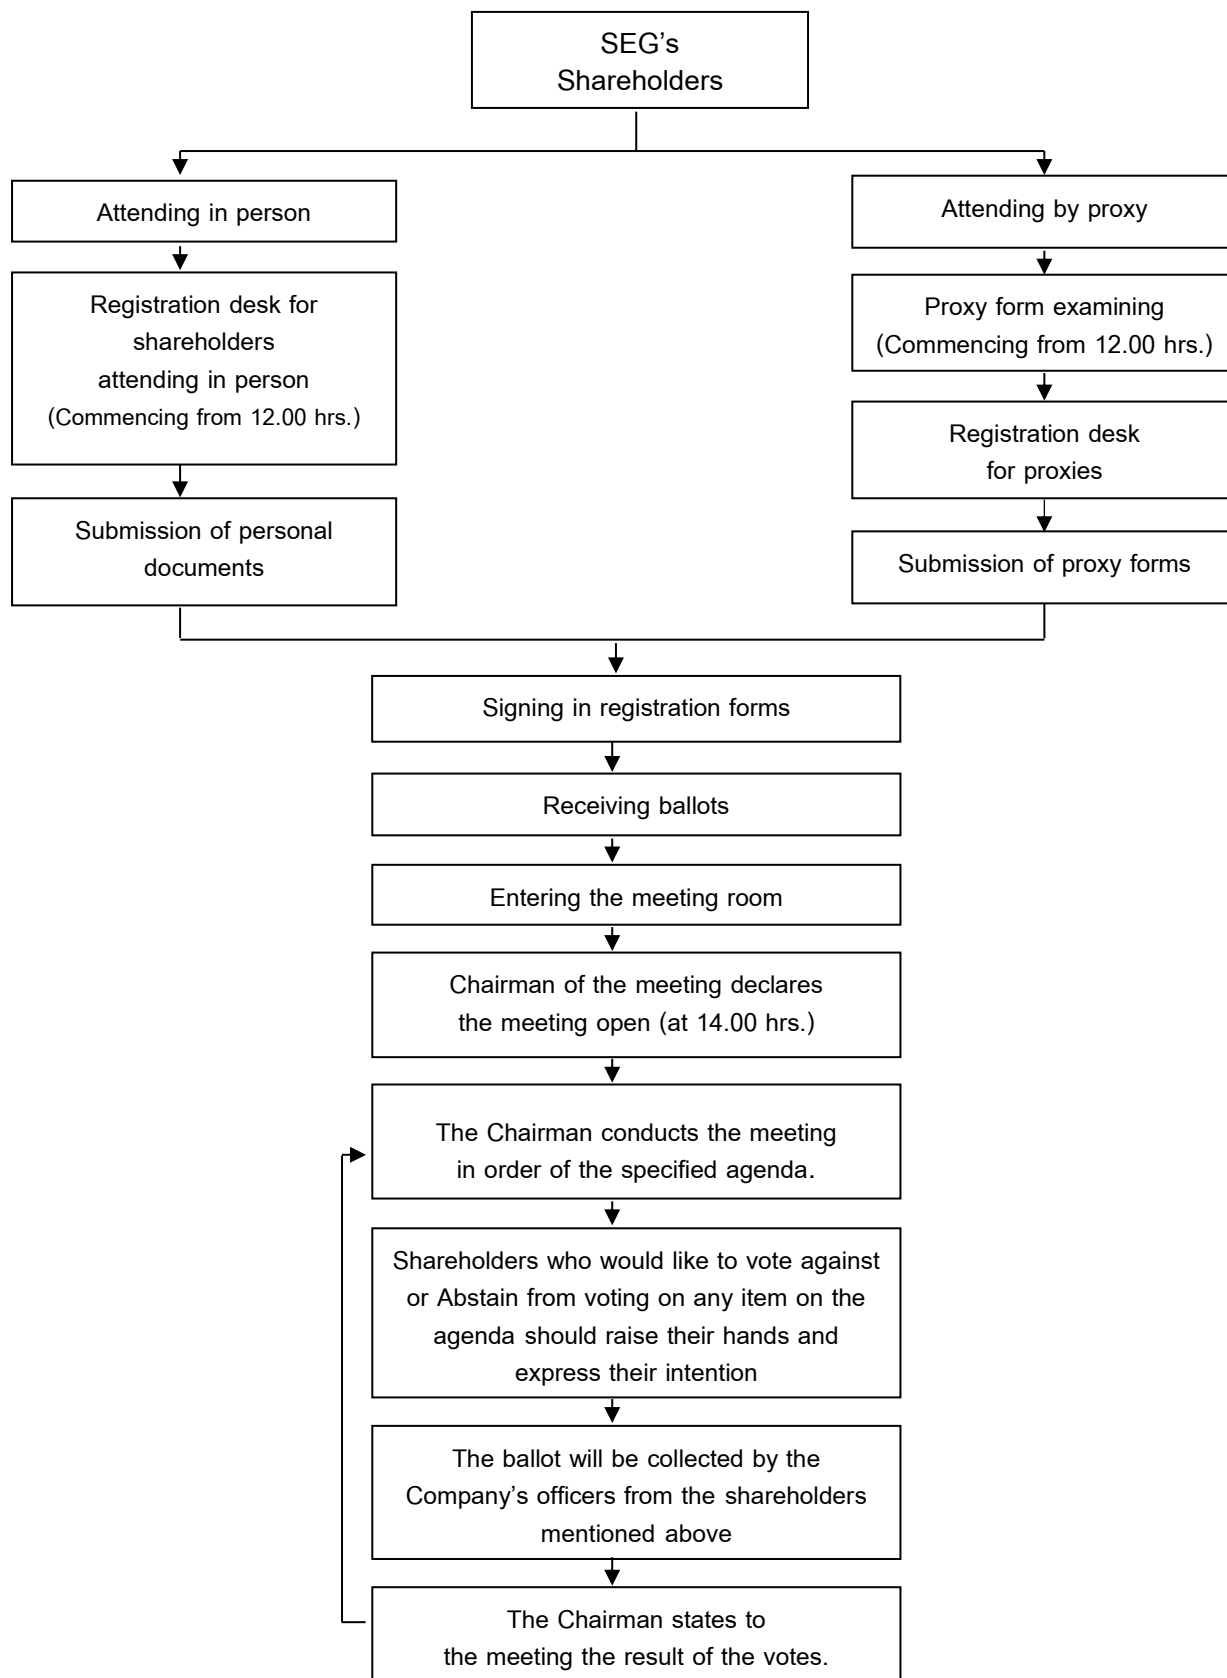 SEG’s
Shareholders
Attending in person
Attending by proxy
Registration desk for
shareholders
attending in person
(Commencing from 12.00 hrs.)
Proxy form examining
(Commencing from 12.00 hrs.)
Registration desk
for proxies
Submission of personal
documents
Submission of proxy forms
Signing in registration forms
Receiving ballots
Entering the meeting room
Chairman of the meeting declares
the meeting open (at 14.00 hrs.)
The Chairman conducts the meeting
in order of the specified agenda.
Shareholders who would like to vote against
or Abstain from voting on any item on the
agenda should raise their hands and
express their intention
The ballot will be collected by the
Company’s officers from the shareholders
mentioned above
The Chairman states to
the meeting the result of the votes.